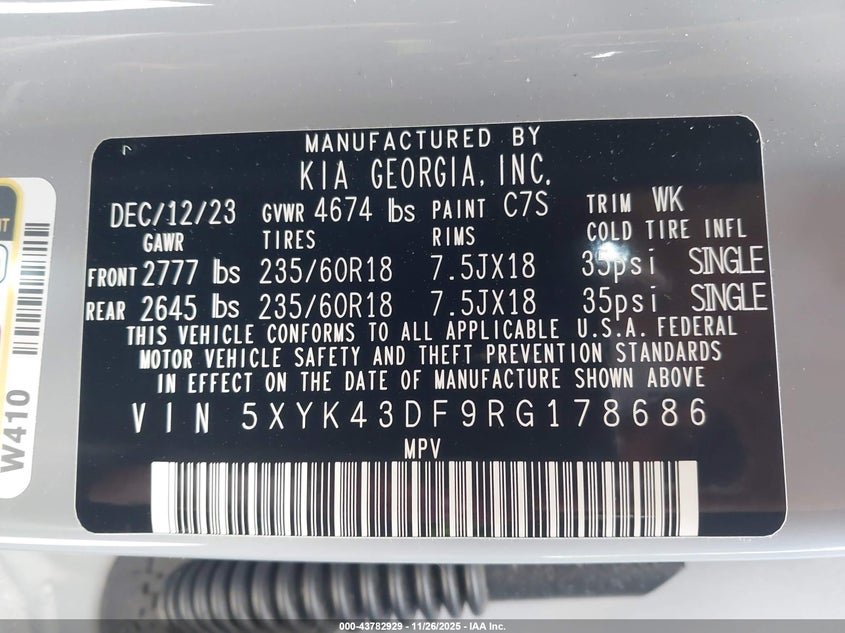 MANUFACTURED BY
KIA GEORGIA, INC.
DEC/12/23 GVWR 4674 lbs PAINT C7S TRIM WK
GAWR TIRES RIMS COLD TIRE INFL
FRONT 2777 lbs 235/60R18 7.5JX18 35psi SINGLE
REAR 2645 lbs 235/60R18 7.5JX18 35psi SINGLE
THIS VEHICLE CONFORMS TO ALL APPLICABLE U.S.A. FEDERAL
MOTOR VEHICLE SAFETY AND THEFT PREVENTION STANDARDS
IN EFFECT ON THE DATE OF MANUFACTURE SHOWN ABOVE
VIN 5XYK43DF9RG178686
MPV
W410
000-43782929 - 11/26/2025 - IAA Inc.